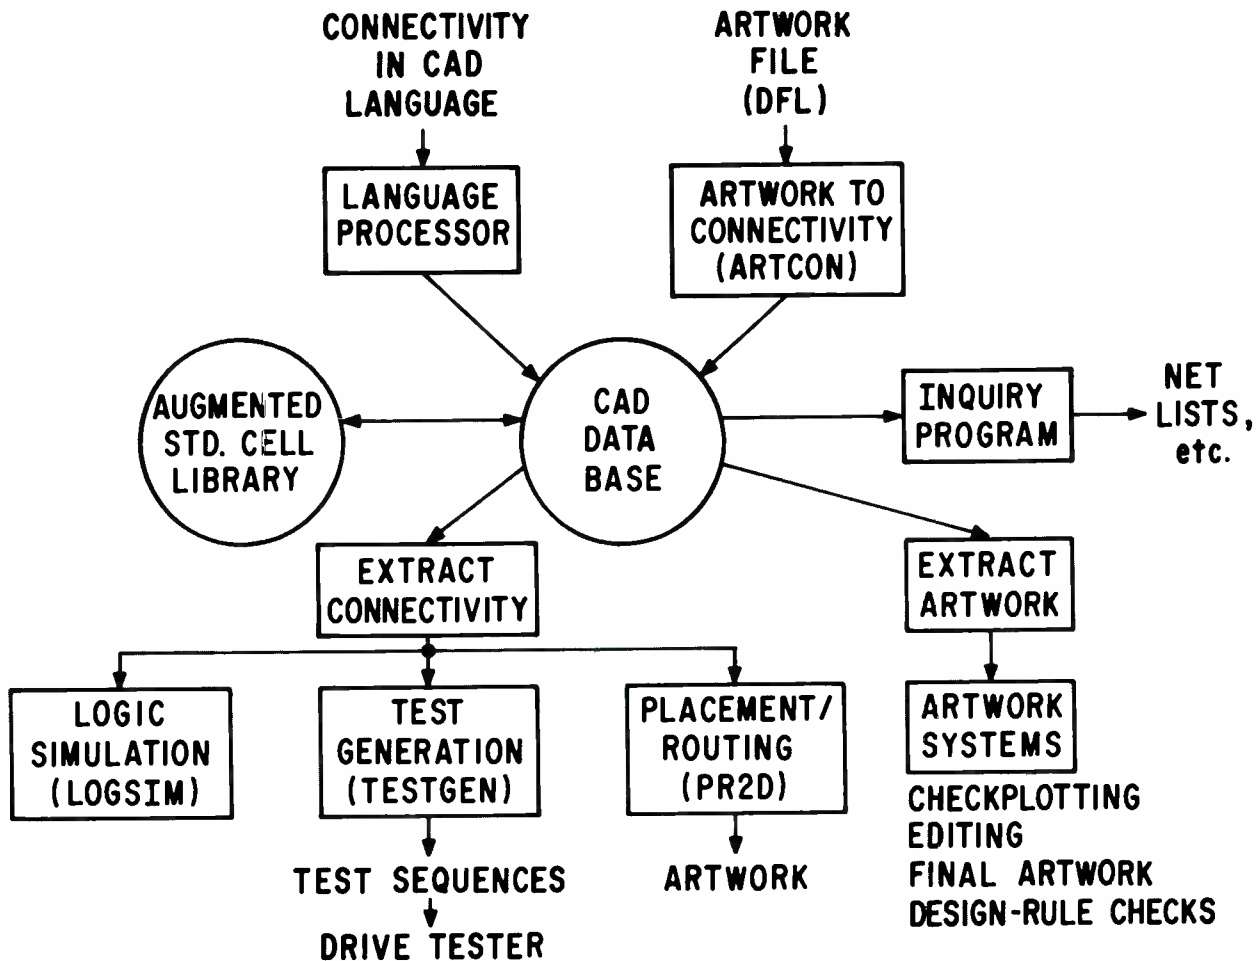 CONNECTIVITY
IN CAD
LANGUAGE
ARTWORK
FILE
(DFL)
LANGUAGE
PROCESSOR
ARTWORK TO
CONNECTIVITY
(ARTCON)
AUGMENTED
STD. CELL
LIBRARY
CAD
DATA
BASE
INQUIRY
PROGRAM
NET
LISTS,
etc.
EXTRACT
CONNECTIVITY
EXTRACT
ARTWORK
LOGIC
SIMULATION
(LOGSIM)
TEST
GENERATION
(TESTGEN)
PLACEMENT/
ROUTING
(PR2D)
ARTWORK
SYSTEMS
CHECKPLOTTING
EDITING
FINAL ARTWORK
DESIGN-RULE CHECKS
TEST SEQUENCES
DRIVE TESTER
ARTWORK